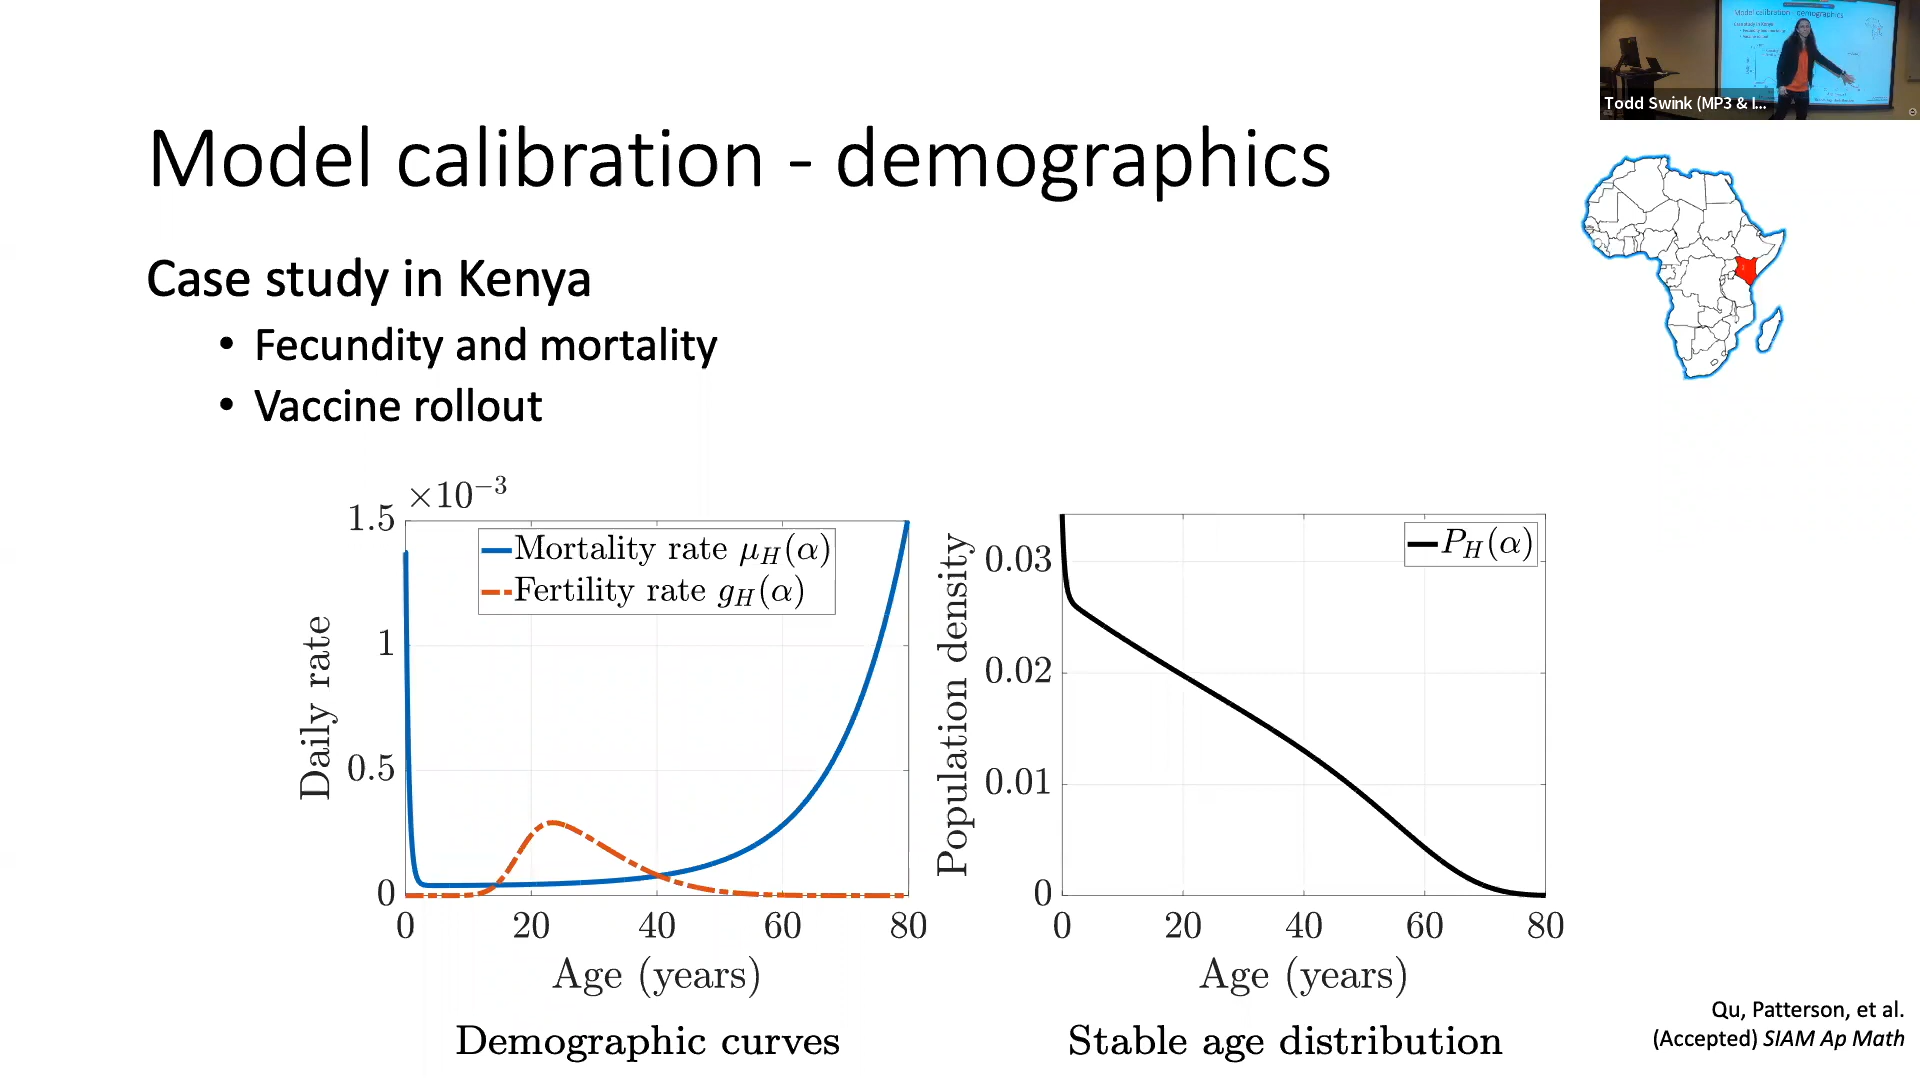 Todd Swink (MP3 & I...
Model calibration - demographics
Case study in Kenya
• Fecundity and mortality
• Vaccine rollout
×10⁻³
1.5
1
0.5
0
0 20 40 60 80
Daily rate
Age (years)
Mortality rate μ_H(α)
Fertility rate g_H(α)
Demographic curves
0.03
0.02
0.01
0
0 20 40 60 80
Population density
Age (years)
P_H(α)
Stable age distribution
Qu, Patterson, et al.
(Accepted) SIAM Ap Math